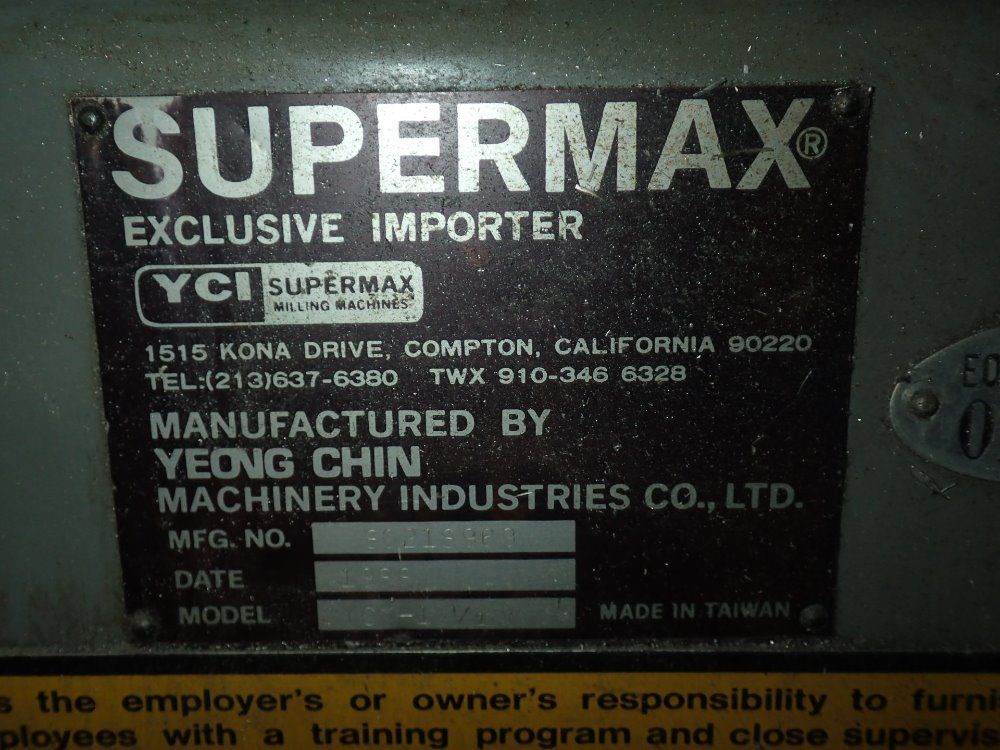 SUPERMAX®
EXCLUSIVE IMPORTER
YCI SUPERMAX
MILLING MACHINES
1515 KONA DRIVE, COMPTON, CALIFORNIA 90220
TEL:(213)637-6380 TWX 910-346 6328
MANUFACTURED BY
YEONG CHIN
MACHINERY INDUSTRIES CO., LTD.
MFG. NO.
DATE
MODEL
MADE IN TAIWAN
EQ
0
s the employer's or owner's responsibility to furni
ployees with a training program and close supervis